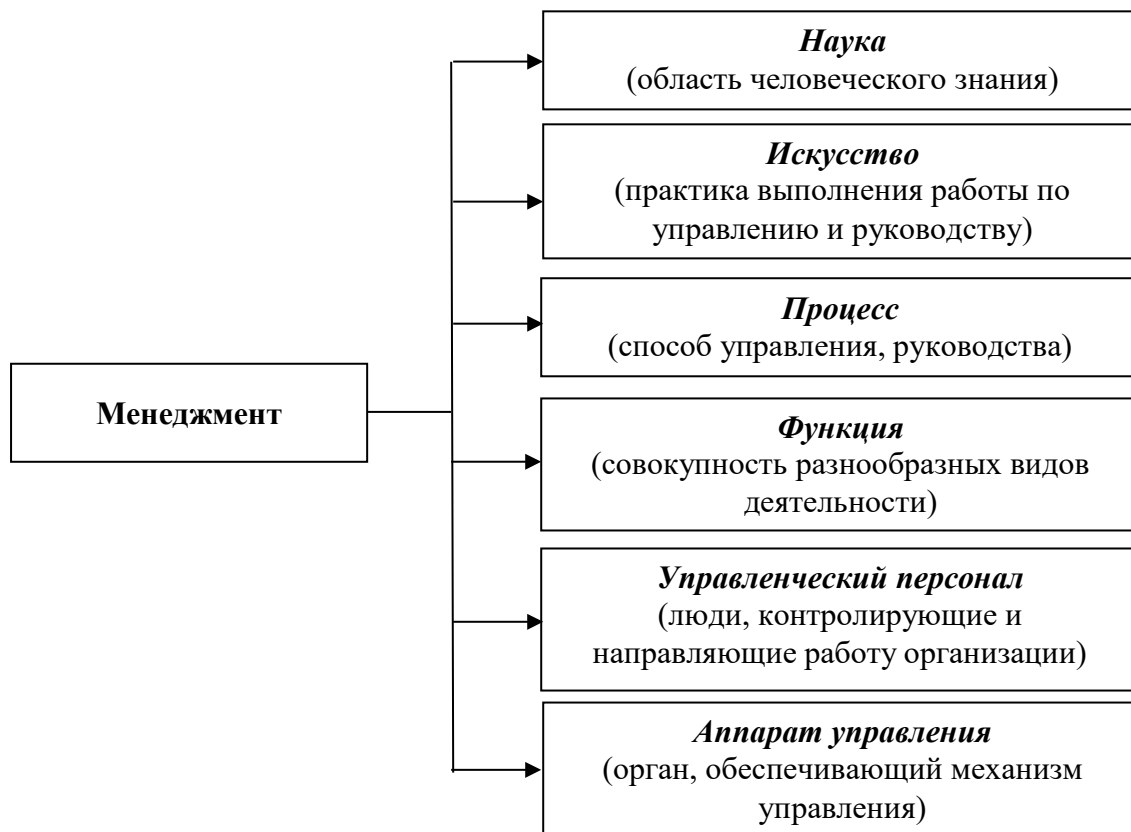 Наука
(область человеческого знания)
Искусство
(практика выполнения работы по
управлению и руководству)
Процесс
(способ управления, руководства)
Менеджмент
Функция
(совокупность разнообразных видов
деятельности)
Управленческий персонал
(люди, контролирующие и
направляющие работу организации)
Аппарат управления
(орган, обеспечивающий механизм
управления)